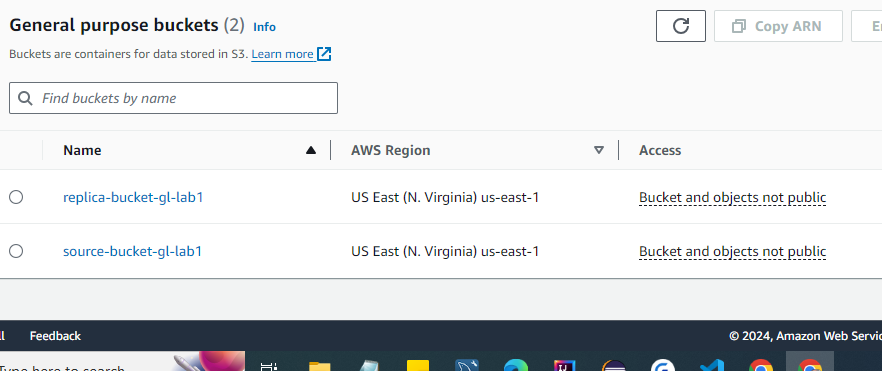 General purpose buckets (2) Info
Copy ARN
Buckets are containers for data stored in S3. Learn more
Find buckets by name
Name AWS Region Access
replica-bucket-gl-lab1 US East (N. Virginia) us-east-1 Bucket and objects not public
source-bucket-gl-lab1 US East (N. Virginia) us-east-1 Bucket and objects not public
Feedback © 2024, Amazon Web Servic
Type here to search